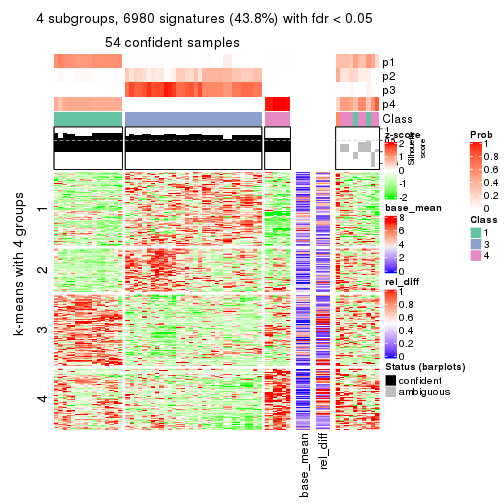 4 subgroups, 6980 signatures (43.8%) with fdr < 0.05
54 confident samples
p1
p2
p3
p4
Class
z-score
2
1
0
-1
-2
1
0
Silhouette
score
Prob
1
0.8
0.6
0.4
0.2
0
base_mean
8
6
4
2
0
Class
1
3
4
rel_diff
1
0.8
0.6
0.4
0.2
0
Status (barplots)
confident
ambiguous
k-means with 4 groups
1
2
3
4
base_mean
rel_diff